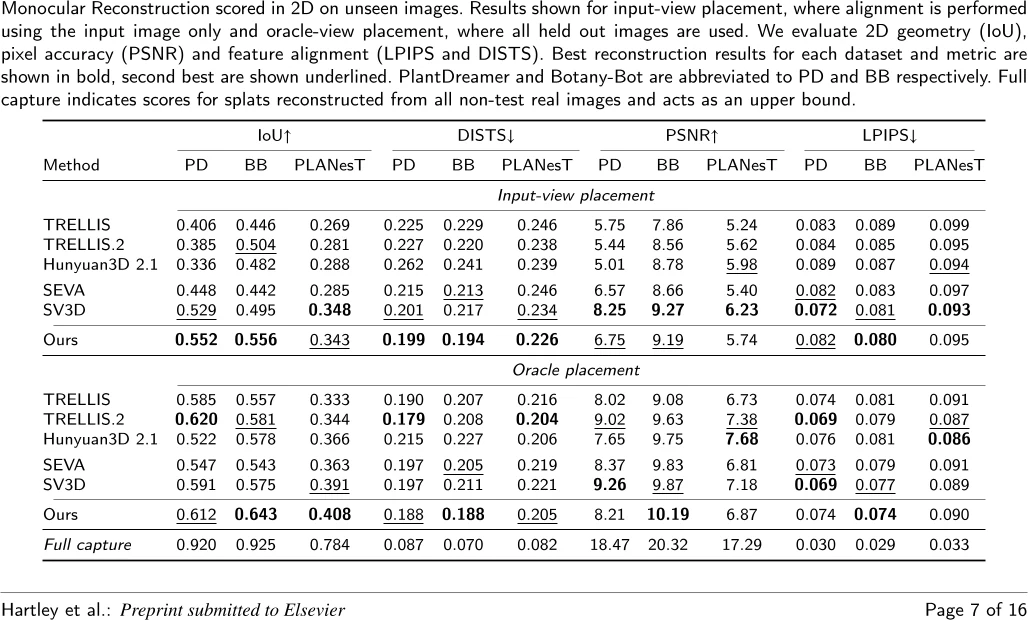 Monocular Reconstruction scored in 2D on unseen images. Results shown for input-view placement, where alignment is performed
using the input image only and oracle-view placement, where all held out images are used. We evaluate 2D geometry (IoU),
pixel accuracy (PSNR) and feature alignment (LPIPS and DISTS). Best reconstruction results for each dataset and metric are
shown in bold, second best are shown underlined. PlantDreamer and Botany-Bot are abbreviated to PD and BB respectively. Full
capture indicates scores for splats reconstructed from all non-test real images and acts as an upper bound.
IoU↑ DISTS↓ PSNR↑ LPIPS↓
Method PD BB PLANesT PD BB PLANesT PD BB PLANesT PD BB PLANesT
Input-view placement
TRELLIS 0.406 0.446 0.269 0.225 0.229 0.246 5.75 7.86 5.24 0.083 0.089 0.099
TRELLIS.2 0.385 0.504 0.281 0.227 0.220 0.238 5.44 8.56 5.62 0.084 0.085 0.095
Hunyuan3D 2.1 0.336 0.482 0.288 0.262 0.241 0.239 5.01 8.78 5.98 0.089 0.087 0.094
SEVA 0.448 0.442 0.285 0.215 0.213 0.246 6.57 8.66 5.40 0.082 0.083 0.097
SV3D 0.529 0.495 0.348 0.201 0.217 0.234 8.25 9.27 6.23 0.072 0.081 0.093
Ours 0.552 0.556 0.343 0.199 0.194 0.226 6.75 9.19 5.74 0.082 0.080 0.095
Oracle placement
TRELLIS 0.585 0.557 0.333 0.190 0.207 0.216 8.02 9.08 6.73 0.074 0.081 0.091
TRELLIS.2 0.620 0.581 0.344 0.179 0.208 0.204 9.02 9.63 7.38 0.069 0.079 0.087
Hunyuan3D 2.1 0.522 0.578 0.366 0.215 0.227 0.206 7.65 9.75 7.68 0.076 0.081 0.086
SEVA 0.547 0.543 0.363 0.197 0.205 0.219 8.37 9.83 6.81 0.073 0.079 0.091
SV3D 0.591 0.575 0.391 0.197 0.211 0.221 9.26 9.87 7.18 0.069 0.077 0.089
Ours 0.612 0.643 0.408 0.188 0.188 0.205 8.21 10.19 6.87 0.074 0.074 0.090
Full capture 0.920 0.925 0.784 0.087 0.070 0.082 18.47 20.32 17.29 0.030 0.029 0.033
Hartley et al.: Preprint submitted to Elsevier Page 7 of 16